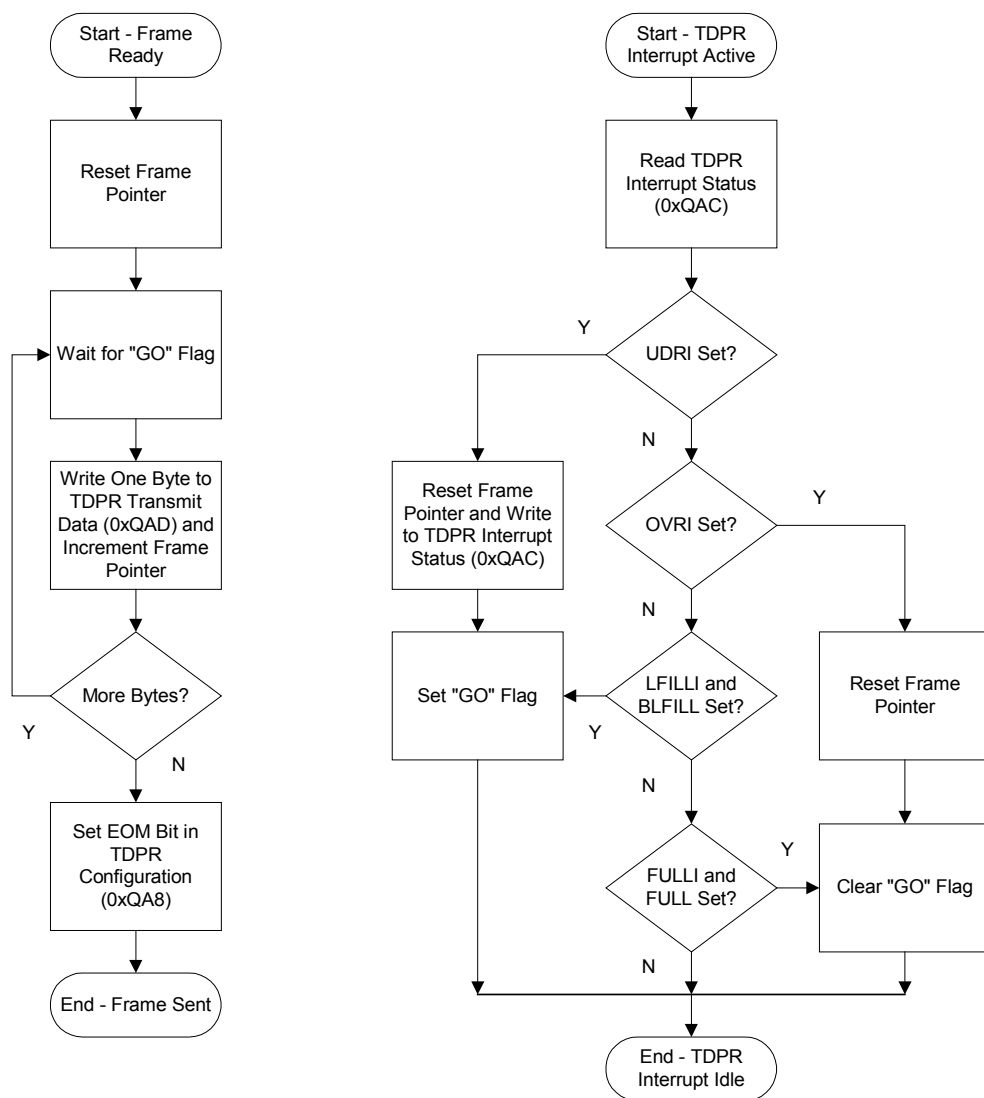 Start - Frame
Ready
Reset Frame
Pointer
Wait for "GO" Flag
Write One Byte to
TDPR Transmit
Data (0xQAD) and
Increment Frame
Pointer
More Bytes?
Y
N
Set EOM Bit in
TDPR
Configuration
(0xQA8)
End - Frame Sent
Start - TDPR
Interrupt Active
Read TDPR
Interrupt Status
(0xQAC)
Y
UDRI Set?
N
Reset Frame
Pointer and Write
to TDPR Interrupt
Status (0xQAC)
OVRI Set?
Y
N
Set "GO" Flag
LFILLI and
BLFILL Set?
Y
N
Reset Frame
Pointer
FULLI and
FULL Set?
Y
N
Clear "GO" Flag
End - TDPR
Interrupt Idle